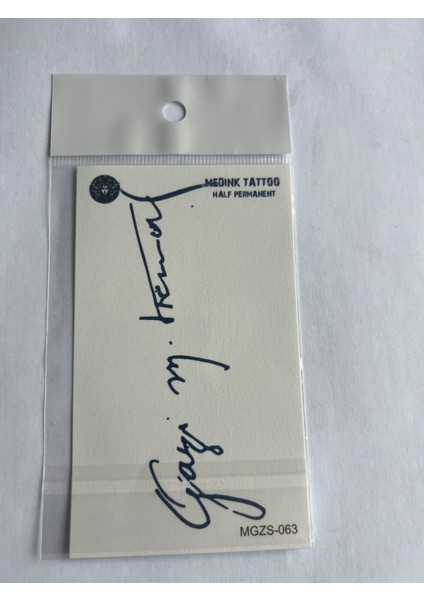 MEDINK TATTOO
HALF PERMANENT
Gazi M. Kemal
MGZS-063